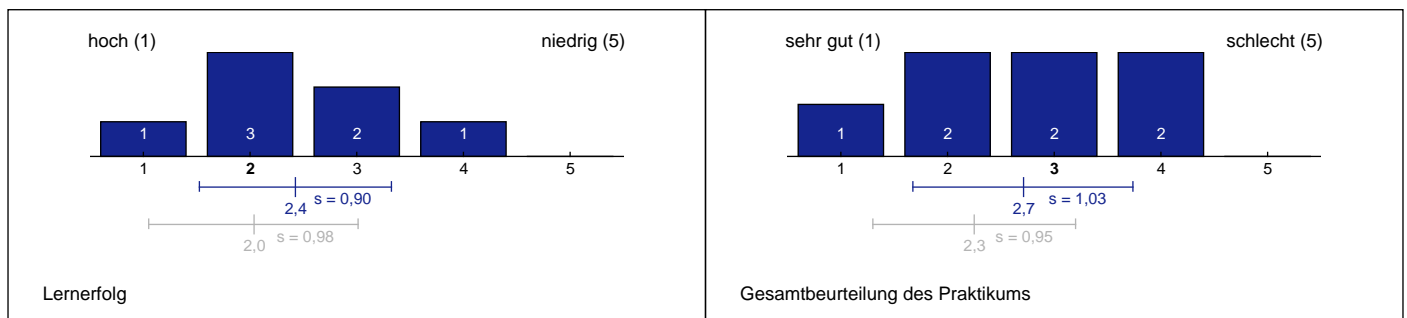 hoch (1) niedrig (5)
1 3 2 1
1 2 3 4 5
s = 0,90
2,4
s = 0,98
2,0
Lernerfolg
sehr gut (1) schlecht (5)
1 2 2 2
1 2 3 4 5
s = 1,03
2,7
s = 0,95
2,3
Gesamtbeurteilung des Praktikums